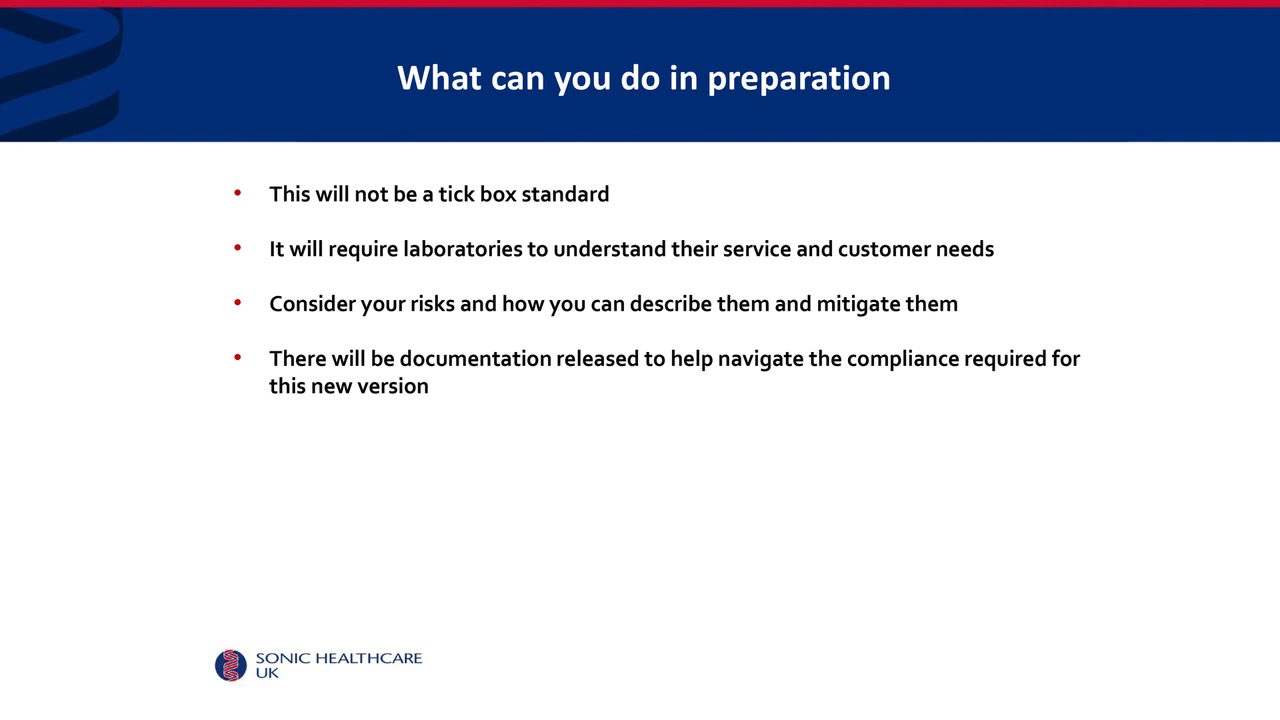 What can you do in preparation
• This will not be a tick box standard
• It will require laboratories to understand their service and customer needs
• Consider your risks and how you can describe them and mitigate them
• There will be documentation released to help navigate the compliance required for
this new version
SONIC HEALTHCARE
UK